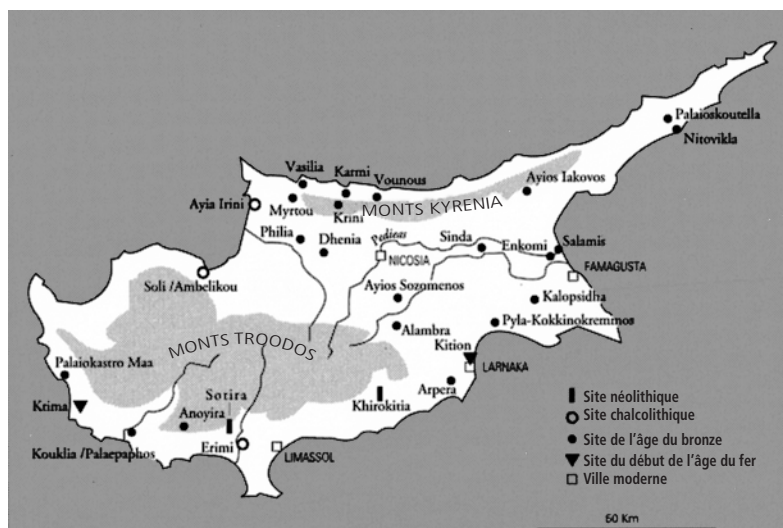 Palaioskoutella
Nitovikla
Vasilia
Karmi
Vounous
Ayios Iakovos
Ayia Irini
Myrtou
Krini
MONTS KYRENIA
Philia
Dhenia
Pedieos
Sinda
Enkomi
Salamis
NICOSIA
FAMAGUSTA
Soli /Ambelikou
Ayios Sozomenos
Kalopsidha
Alambra
Pyla-Kokkinokremmos
MONTS TROODOS
Kition
LARNAKA
Palaiokastro Maa
Sotira
Khirokitia
Arpera
Ktima
Anoyira
Kouklia /Palaepaphos
Erimi
LIMASSOL
Site néolithique
Site chalcolithique
Site de l'âge du bronze
Site du début de l'âge du fer
Ville moderne
60 Km